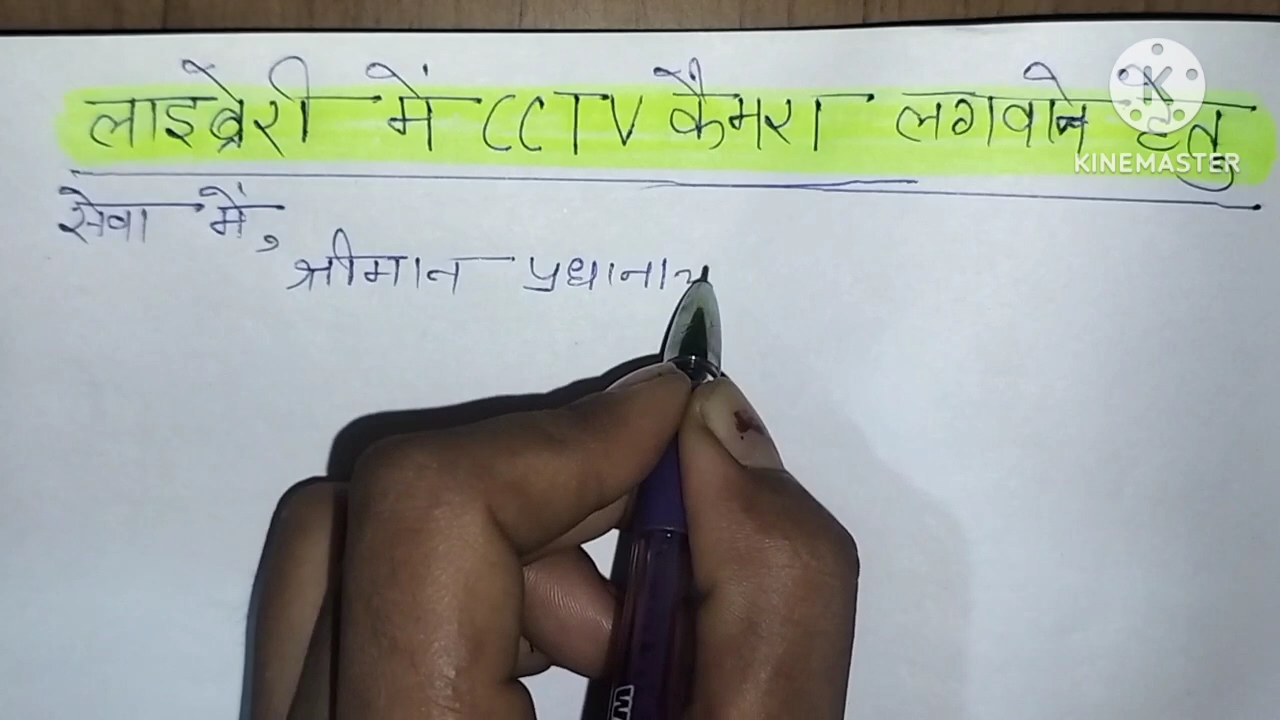 लाइब्रेरी में CCTV कैमरा लगवाने हेतु
KINEMASTER
सेवा में,
श्रीमान प्रधाना
W